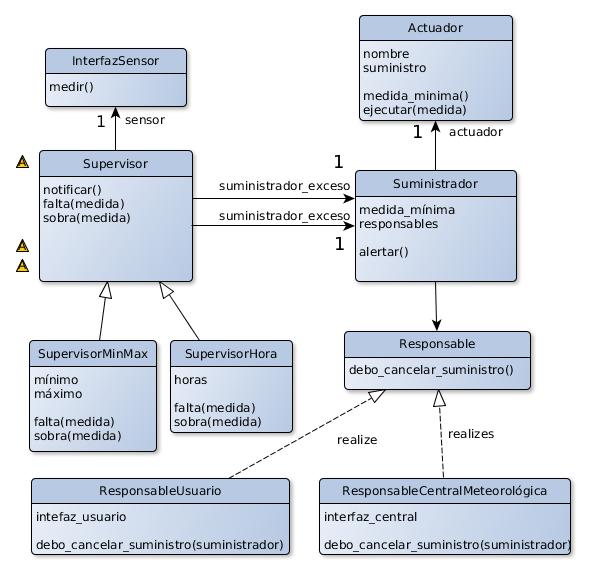 Actuador
nombre
suministro
medida_minima()
ejecutar(medida)
InterfazSensor
medir()
1
sensor
1
actuador
Supervisor
notificar()
falta(medida)
sobra(medida)
1
suministrador_exceso
suministrador_exceso
1
Suministrador
medida_mínima
responsables
alertar()
Responsable
debo_cancelar_suministro()
SupervisorMinMax
mínimo
máximo
falta(medida)
sobra(medida)
SupervisorHora
horas
falta(medida)
sobra(medida)
realize
realizes
ResponsableUsuario
intefaz_usuario
debo_cancelar_suministro(suministrador)
ResponsableCentralMeteorológica
interfaz_central
debo_cancelar_suministro(suministrador)